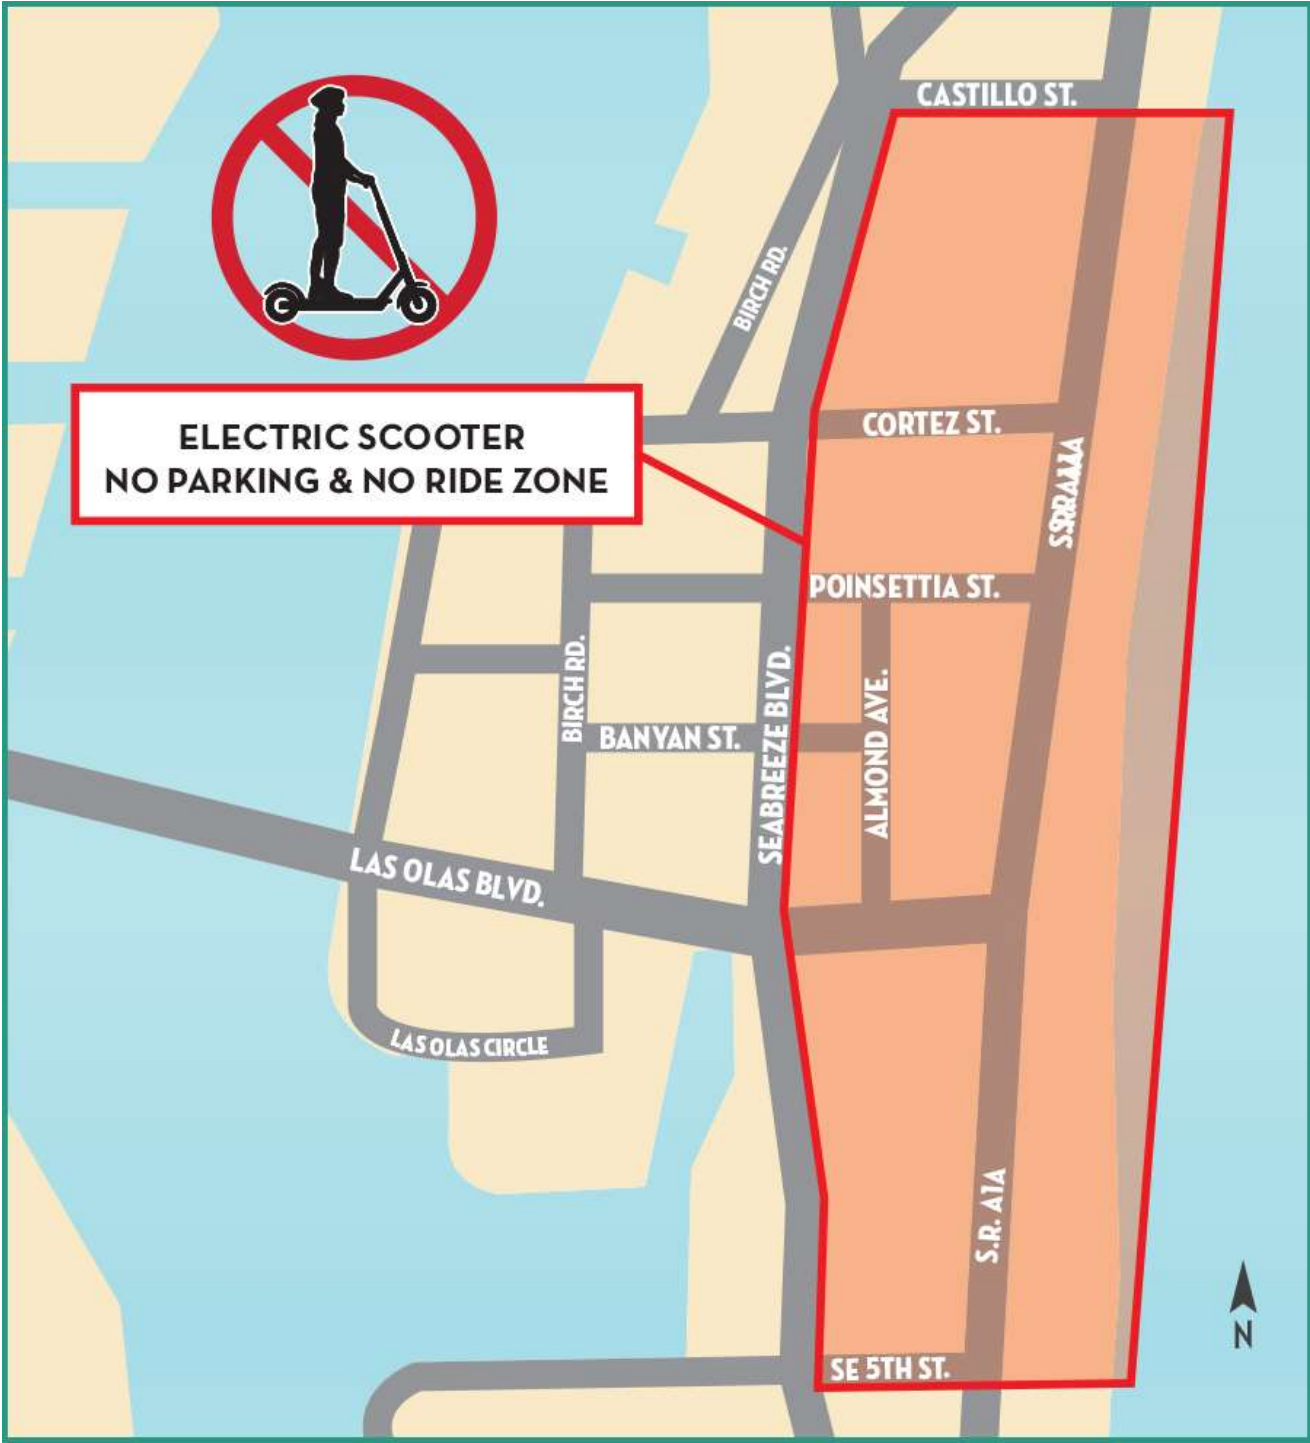 CASTILLO ST.
BIRCH RD.
ELECTRIC SCOOTER
NO PARKING & NO RIDE ZONE
CORTEZ ST.
POINSETTIA ST.
BIRCH RD.
SEABREEZE BLVD.
ALMOND AVE.
BANYAN ST.
LAS OLAS BLVD.
LAS OLAS CIRCLE
S.R. A1A
SE 5TH ST.
N